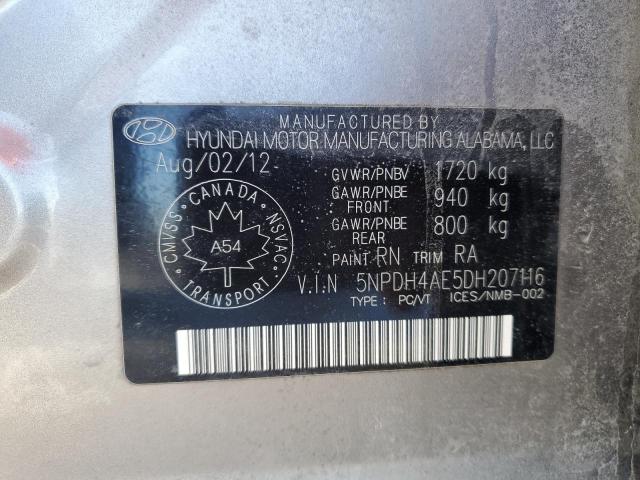 MANUFACTURED BY
HYUNDAI MOTOR MANUFACTURING ALABAMA, LLC
Aug/02/12
GVWR/PNBV 1720 kg
GAWR/PNBE FRONT 940 kg
GAWR/PNBE REAR 800 kg
PAINT RN TRIM RA
CANADA
CMVSS NSVAC
A54
TRANSPORT
V.I.N 5NPDH4AE5DH207116
TYPE : PC/VT ICES/NMB-002